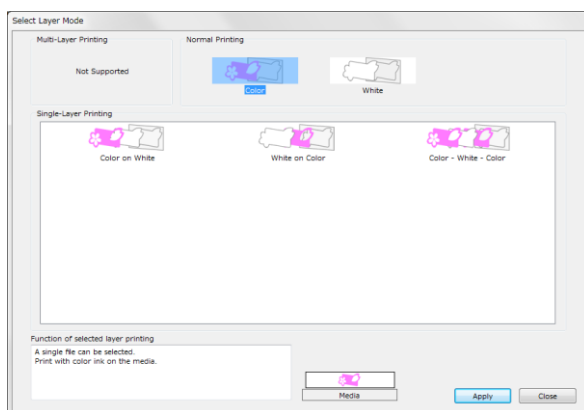 Select Layer Mode
Multi-Layer Printing
Not Supported
Normal Printing
Color
White
Single-Layer Printing
Color on White
White on Color
Color - White - Color
Function of selected layer printing
A single file can be selected.
Print with color ink on the media.
Media
Apply
Close